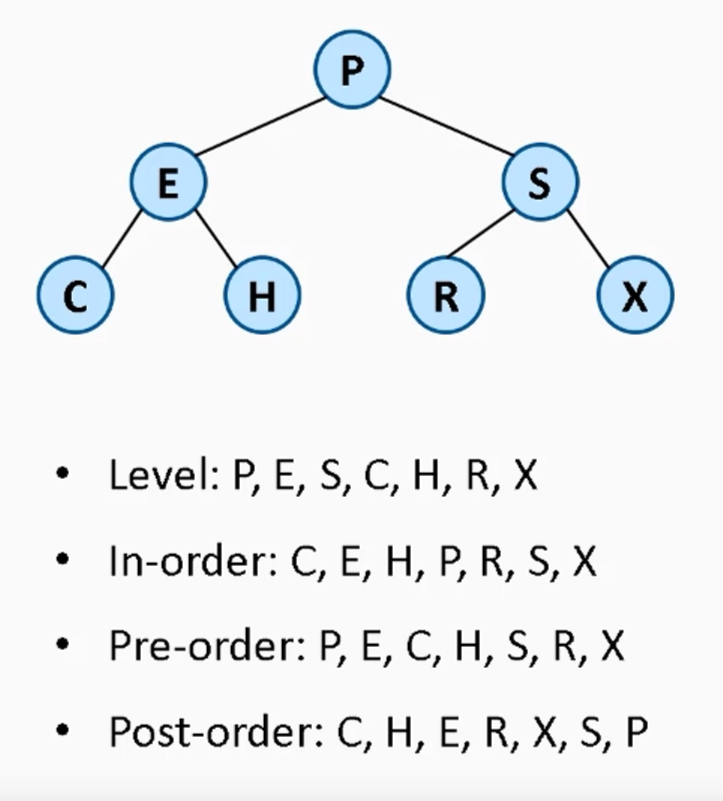 P
E S
C H R X
• Level: P, E, S, C, H, R, X
• In-order: C, E, H, P, R, S, X
• Pre-order: P, E, C, H, S, R, X
• Post-order: C, H, E, R, X, S, P